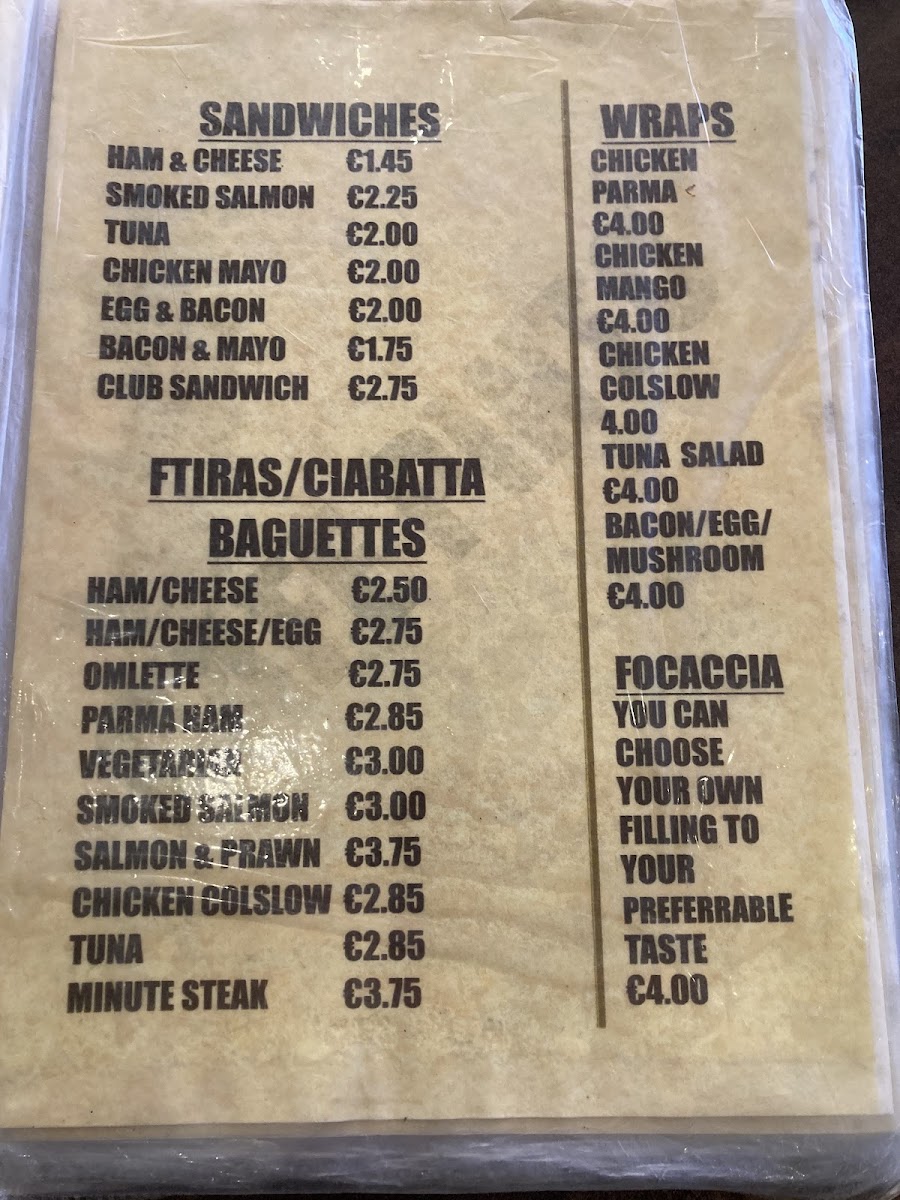 SANDWICHES
HAM & CHEESE €1.45
SMOKED SALMON €2.25
TUNA €2.00
CHICKEN MAYO €2.00
EGG & BACON €2.00
BACON & MAYO €1.75
CLUB SANDWICH €2.75
FTIRAS/CIABATTA
BAGUETTES
HAM/CHEESE €2.50
HAM/CHEESE/EGG €2.75
OMLETTE €2.75
PARMA HAM €2.85
VEGETARIAN €3.00
SMOKED SALMON €3.00
SALMON & PRAWN €3.75
CHICKEN COLSLOW €2.85
TUNA €2.85
MINUTE STEAK €3.75
WRAPS
CHICKEN
PARMA
€4.00
CHICKEN
MANGO
€4.00
CHICKEN
COLSLOW
4.00
TUNA SALAD
€4.00
BACON/EGG/
MUSHROOM
€4.00
FOCACCIA
YOU CAN
CHOOSE
YOUR OWN
FILLING TO
YOUR
PREFERRABLE
TASTE
€4.00